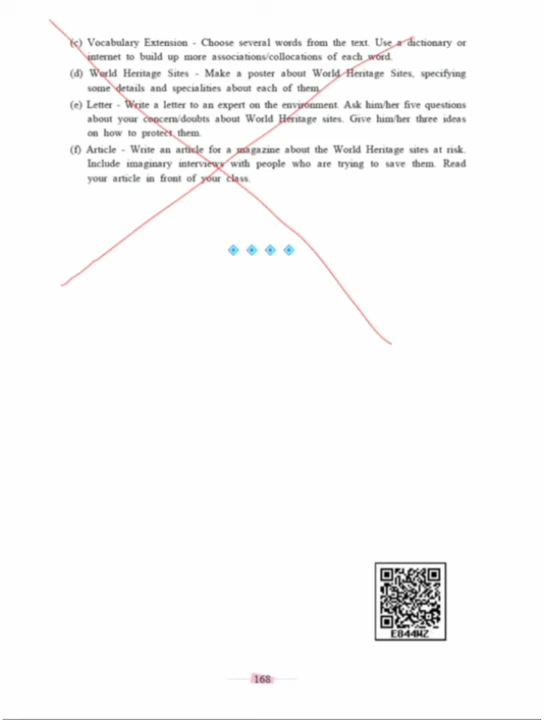 (c) Vocabulary Extension - Choose several words from the text. Use a dictionary or
internet to build up more associations/collocations of each word.
(d) World Heritage Sites - Make a poster about World Heritage Sites, specifying
some details and specialities about each of them.
(e) Letter - Write a letter to an expert on the environment. Ask him/her five questions
about your concern/doubts about World Heritage sites. Give him/her three ideas
on how to protect them.
(f) Article - Write an article for a magazine about the World Heritage sites at risk.
Include imaginary interviews with people who are trying to save them. Read
your article in front of your class.
E844WZ
168